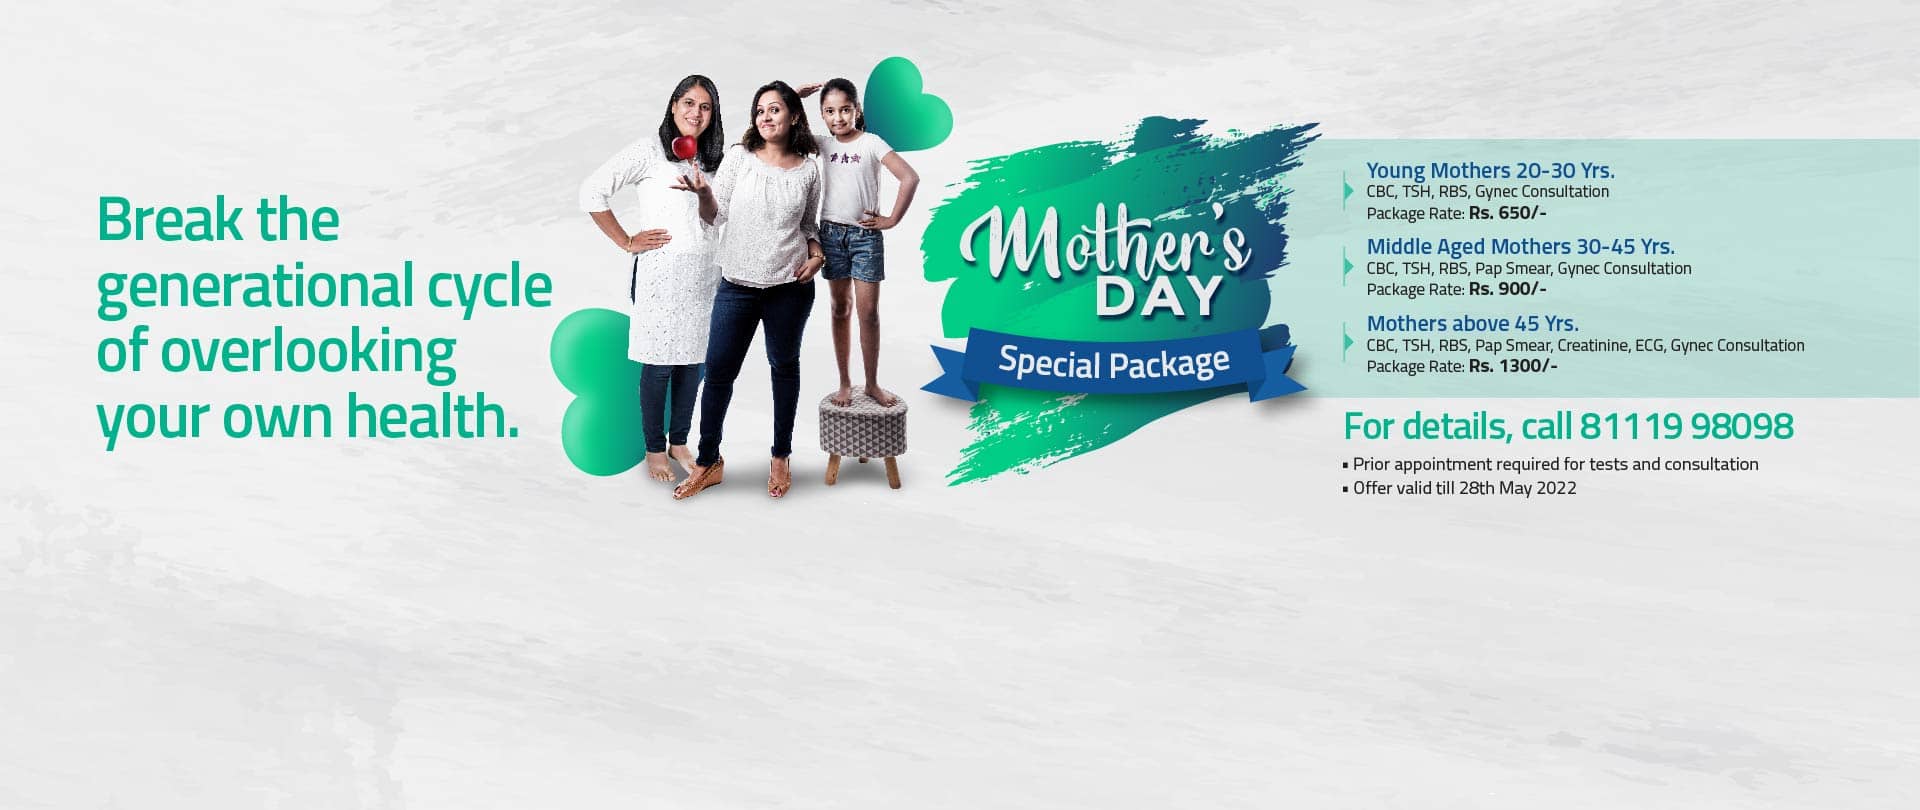 Break the
generational cycle
of overlooking
your own health.
Mother's
DAY
Special Package
Young Mothers 20-30 Yrs.
CBC, TSH, RBS, Gynec Consultation
Package Rate: Rs. 650/-
Middle Aged Mothers 30-45 Yrs.
CBC, TSH, RBS, Pap Smear, Gynec Consultation
Package Rate: Rs. 900/-
Mothers above 45 Yrs.
CBC, TSH, RBS, Pap Smear, Creatinine, ECG, Gynec Consultation
Package Rate: Rs. 1300/-
For details, call 81119 98098
▪ Prior appointment required for tests and consultation
▪ Offer valid till 28th May 2022